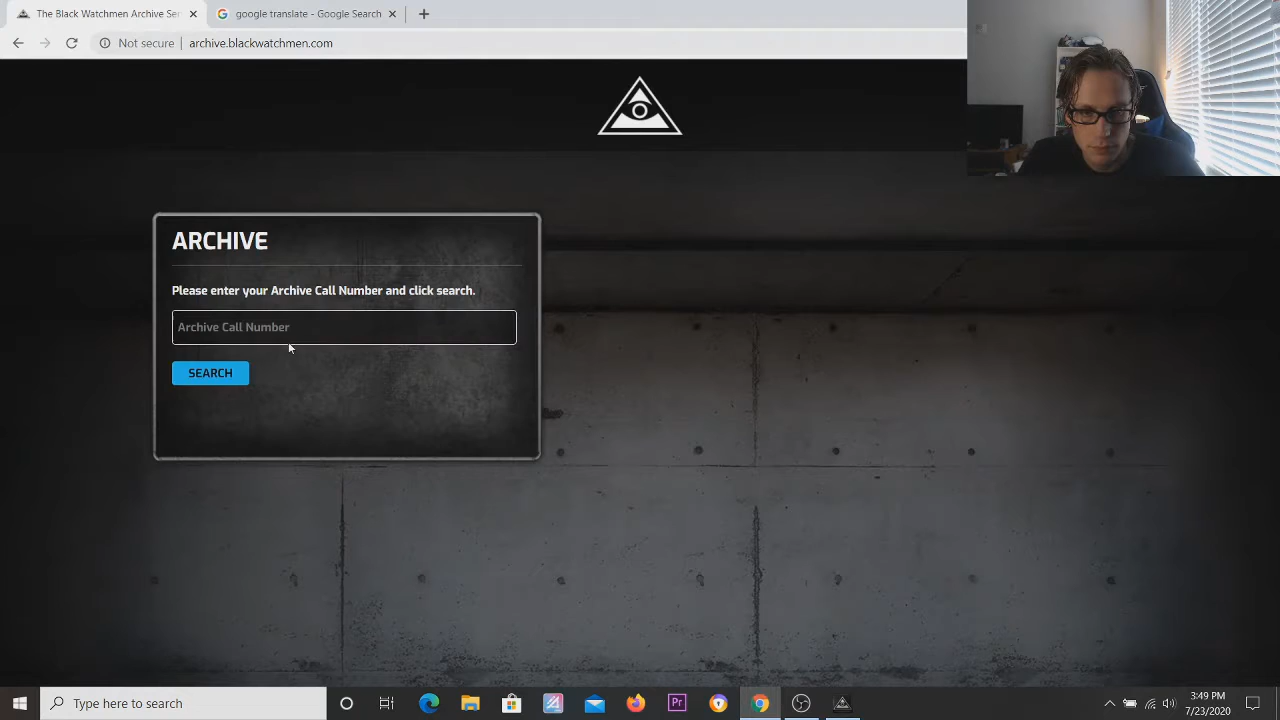 The Black Watchmen Archive Ser
google translate - Google Search
Not secure
archive.blackwatchmen.com
ARCHIVE
Please enter your Archive Call Number and click search.
Archive Call Number
SEARCH
Type here to search
Pr
3:49 PM
7/23/2020